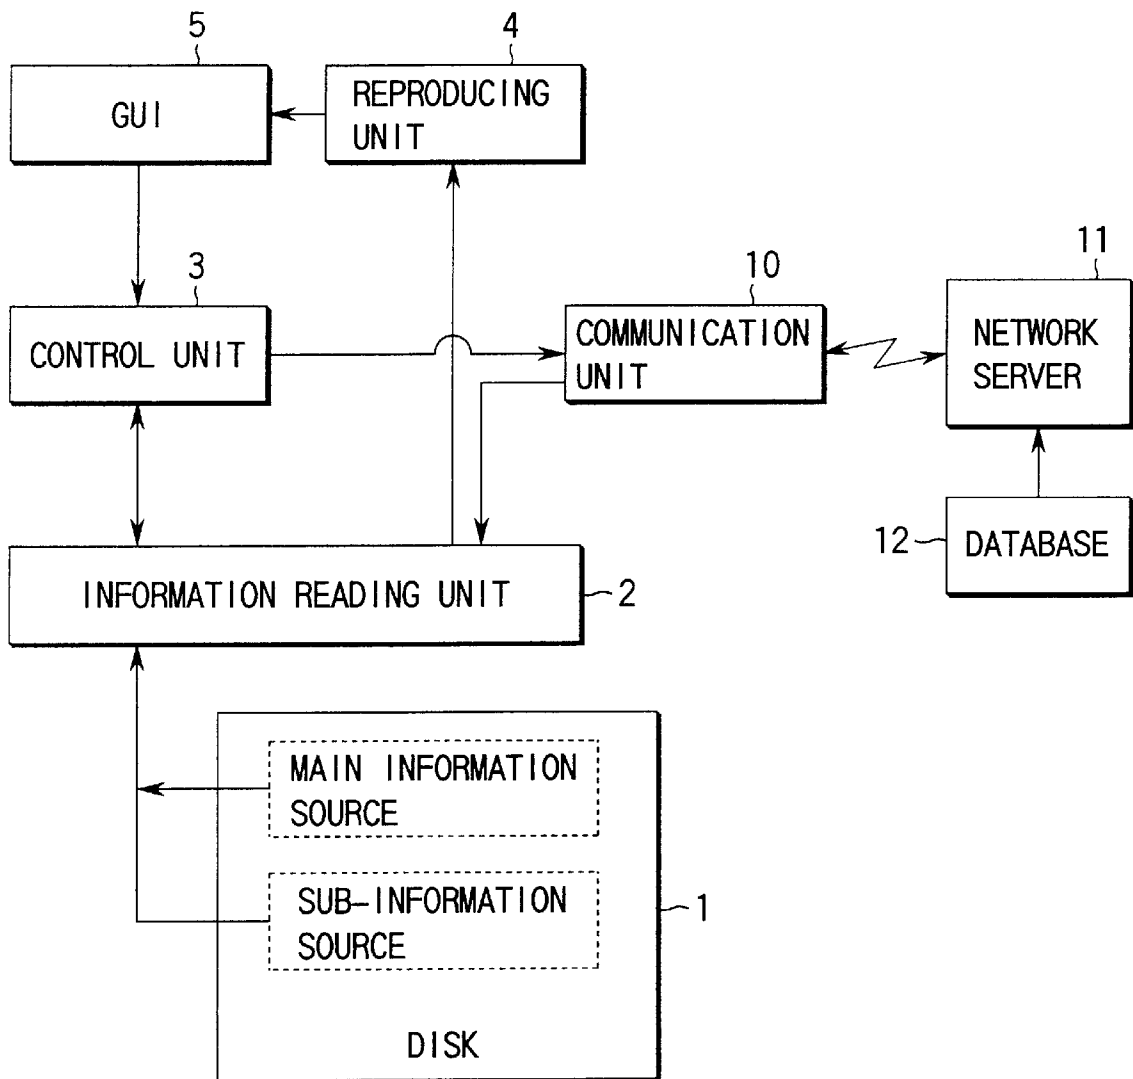 5
GUI
4
REPRODUCING
UNIT
3
CONTROL UNIT
10
COMMUNICATION
UNIT
11
NETWORK
SERVER
12
DATABASE
INFORMATION READING UNIT
2
MAIN INFORMATION
SOURCE
SUB-INFORMATION
SOURCE
1
DISK